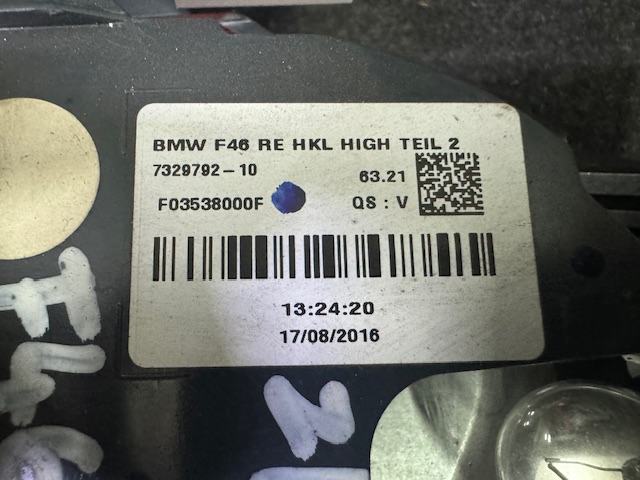 BMW F46 RE HKL HIGH TEIL 2
7329792-10
63.21
F03538000F
QS : V
13:24:20
17/08/2016
F46